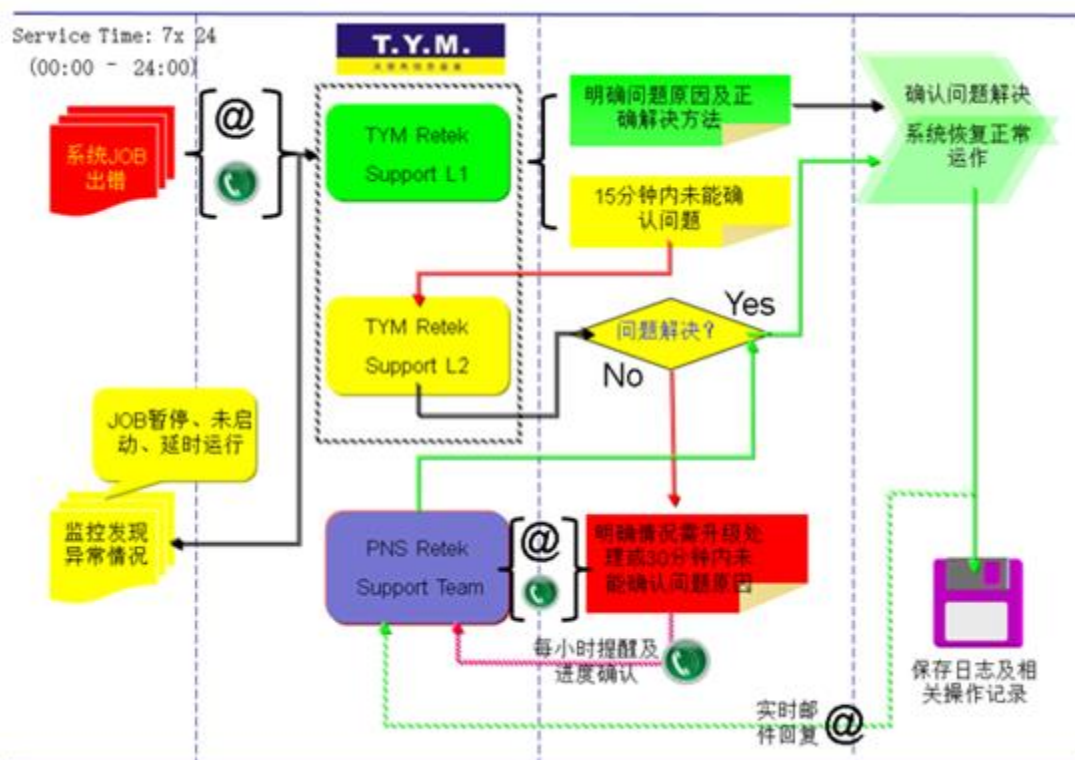 Service Time: 7x 24
(00:00 - 24:00)
T.Y.M.
系统JOB
出错
@
TYM Retek
Support L1
明确问题原因及正
确解决方法
确认问题解决
系统恢复正常
运作
15分钟内未能确
认问题
TYM Retek
Support L2
问题解决?
Yes
No
JOB暂停、未启
动、延时运行
监控发现
异常情况
PNS Retek
Support Team
@
明确情况需升级处
理或30分钟内未
能确认问题原因
每小时提醒及
进度确认
保存日志及相
关操作记录
实时邮
件回复
@